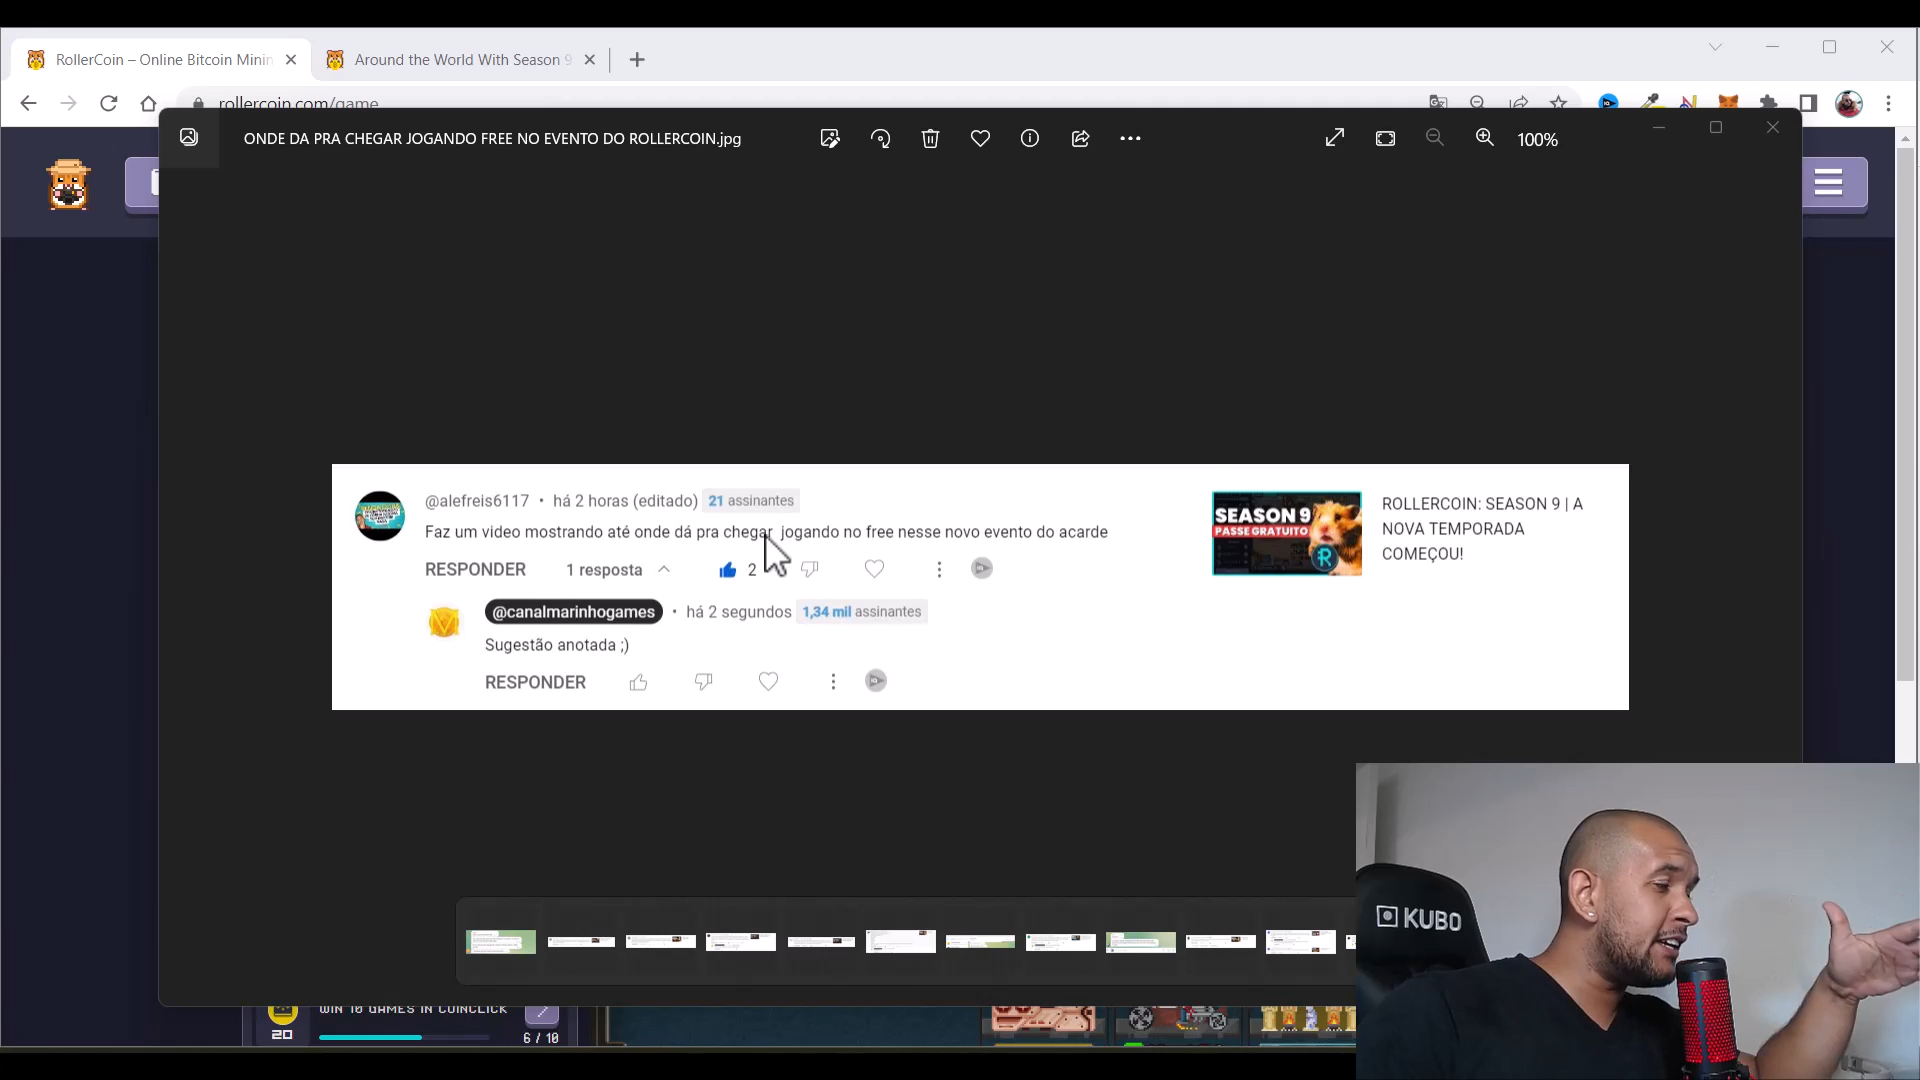 RollerCoin – Online Bitcoin Minin
Around the World With Season 9
rollercoin.com/game
ONDE DA PRA CHEGAR JOGANDO FREE NO EVENTO DO ROLLERCOIN.jpg
100%
@alefreis6117 • há 2 horas (editado) 21 assinantes
Faz um video mostrando até onde dá pra chegar jogando no free nesse novo evento do acarde
RESPONDER 1 resposta 2
@canalmarinhogames • há 2 segundos 1,34 mil assinantes
Sugestão anotada ;)
RESPONDER
SEASON 9
PASSE GRATUITO
ROLLERCOIN: SEASON 9 | A
NOVA TEMPORADA
COMEÇOU!
KUBO
WIN 10 GAMES IN COINCLICK
20
6 / 10